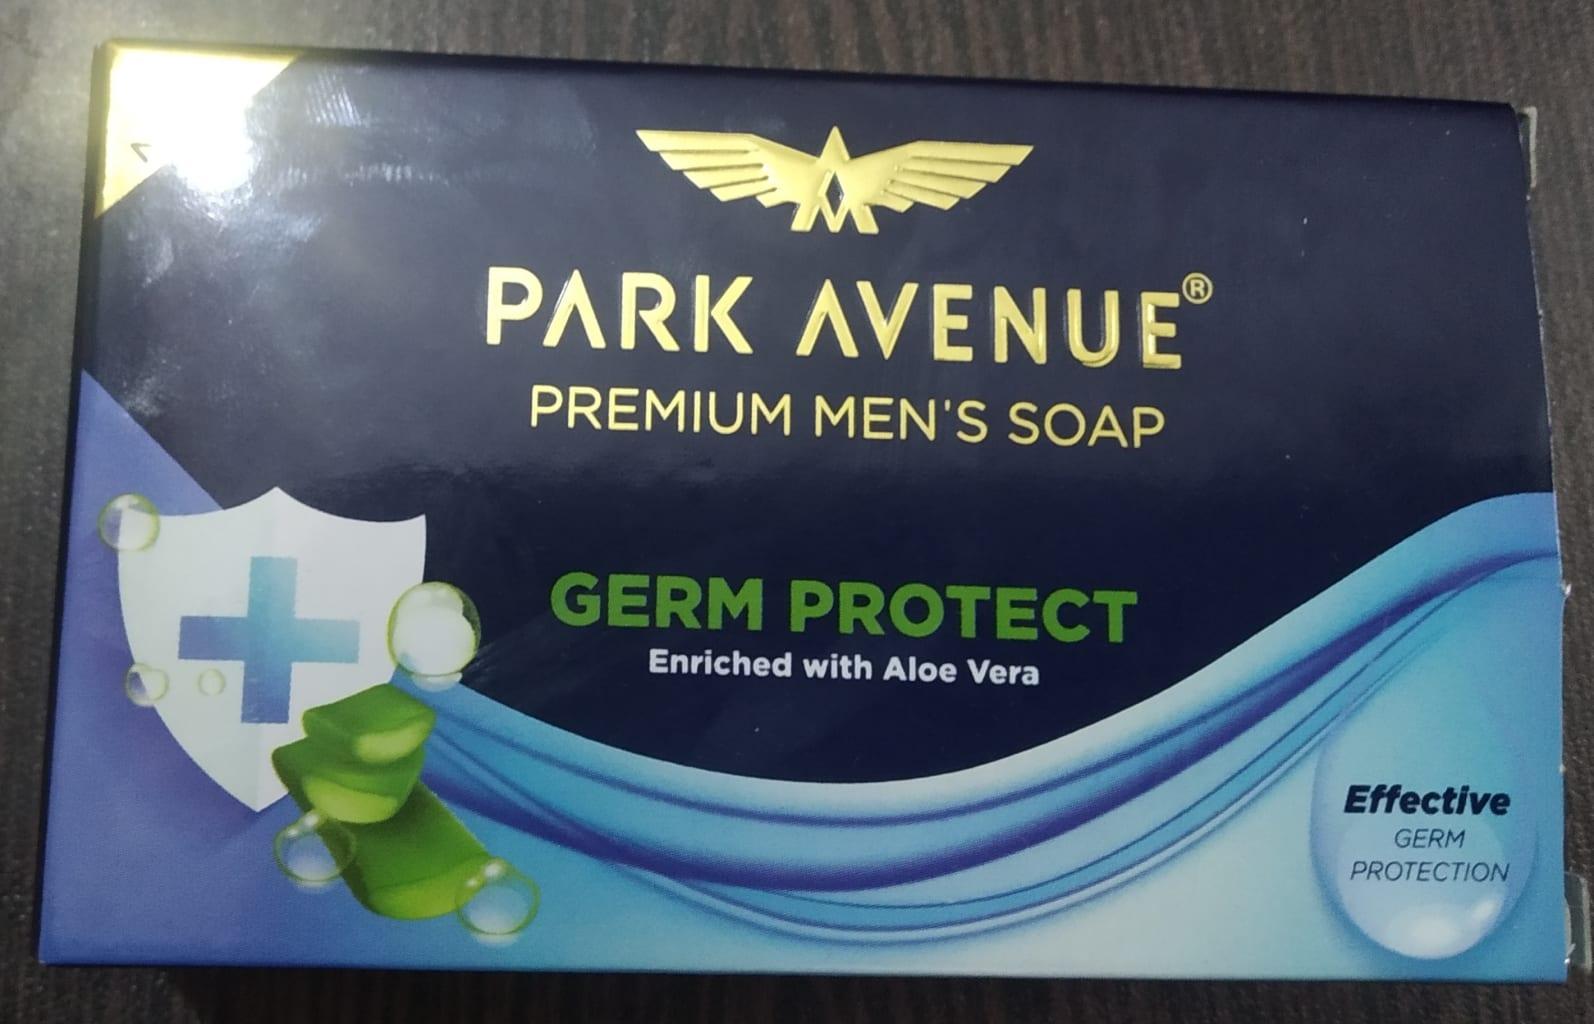 PARK AVENUE®
PREMIUM MEN'S SOAP
GERM PROTECT
Enriched with Aloe Vera
Effective
GERM
PROTECTION